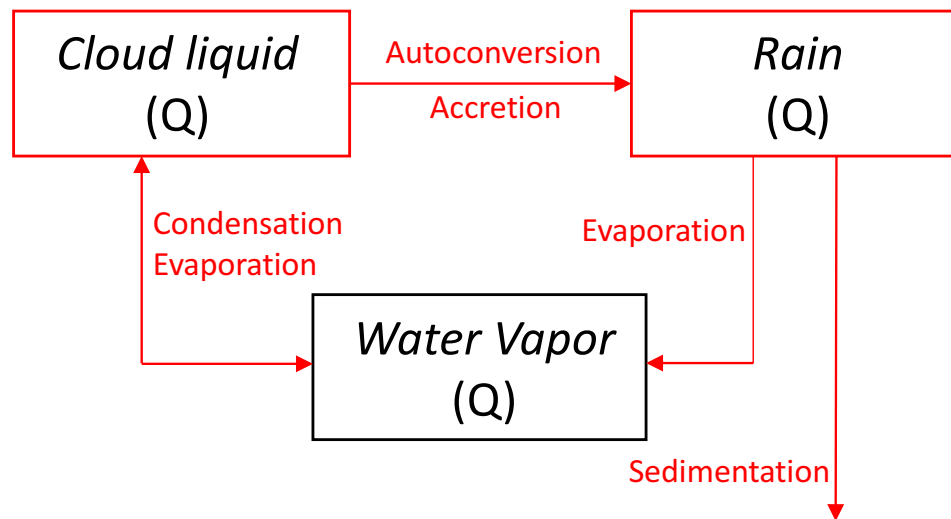 Cloud liquid
(Q)
Autoconversion
Accretion
Rain
(Q)
Condensation
Evaporation
Evaporation
Water Vapor
(Q)
Sedimentation